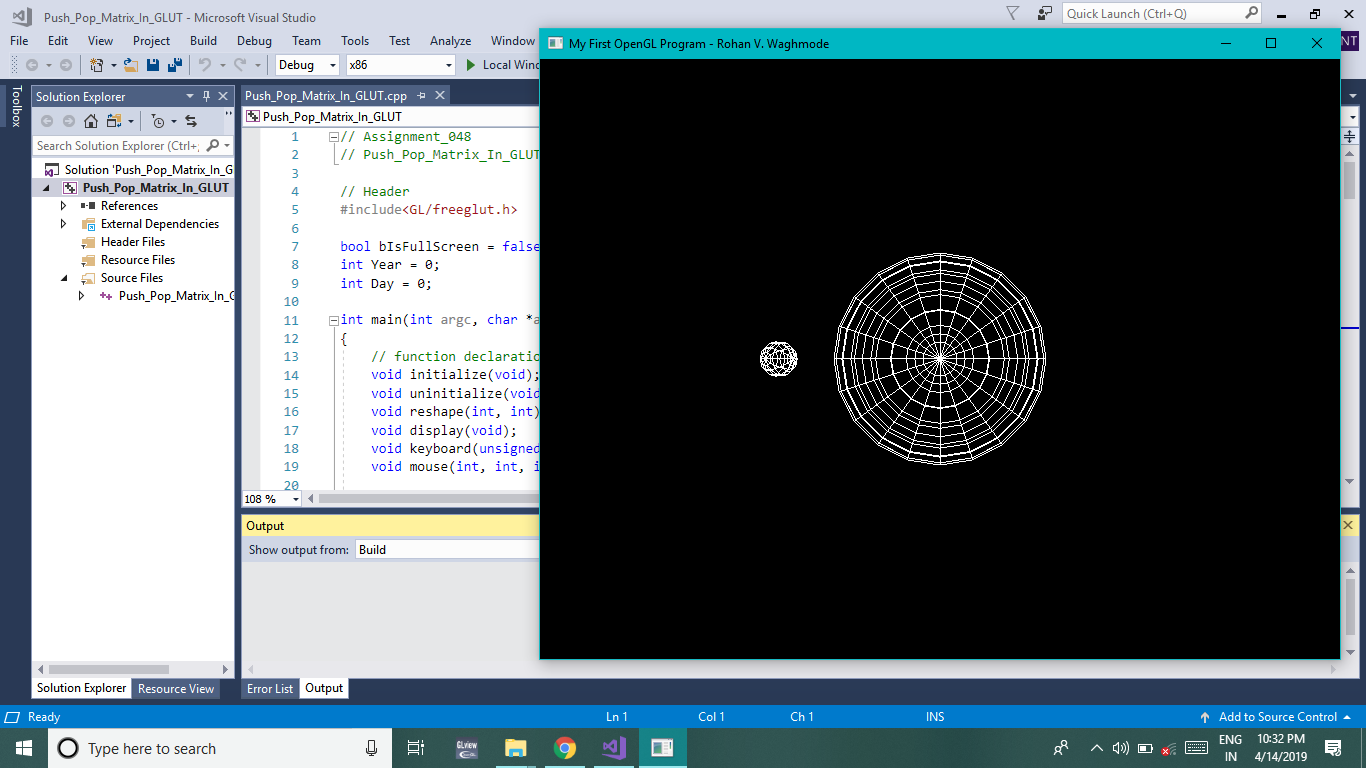 Push_Pop_Matrix_In_GLUT - Microsoft Visual Studio
Quick Launch (Ctrl+Q)
File Edit View Project Build Debug Team Tools Test Analyze Window
NT
My First OpenGL Program - Rohan V. Waghmode
Debug x86 Local Win
Toolbox
Solution Explorer
Search Solution Explorer (Ctrl+;
Solution 'Push_Pop_Matrix_In_G
Push_Pop_Matrix_In_GLUT
References
External Dependencies
Header Files
Resource Files
Source Files
Push_Pop_Matrix_In_G
Push_Pop_Matrix_In_GLUT.cpp
Push_Pop_Matrix_In_GLUT
1 // Assignment_048
2 // Push_Pop_Matrix_In_GLUT
3
4 // Header
5 #include<GL/freeglut.h>
6
7 bool bIsFullScreen = false
8 int Year = 0;
9 int Day = 0;
10
11 int main(int argc, char *a
12 {
13 // function declaratio
14 void initialize(void);
15 void uninitialize(void
16 void reshape(int, int)
17 void display(void);
18 void keyboard(unsigned
19 void mouse(int, int, i
20
108 %
Output
Show output from: Build
Solution Explorer Resource View
Error List Output
Ready Ln 1 Col 1 Ch 1 INS Add to Source Control
Type here to search
GLview
ENG
IN
10:32 PM
4/14/2019